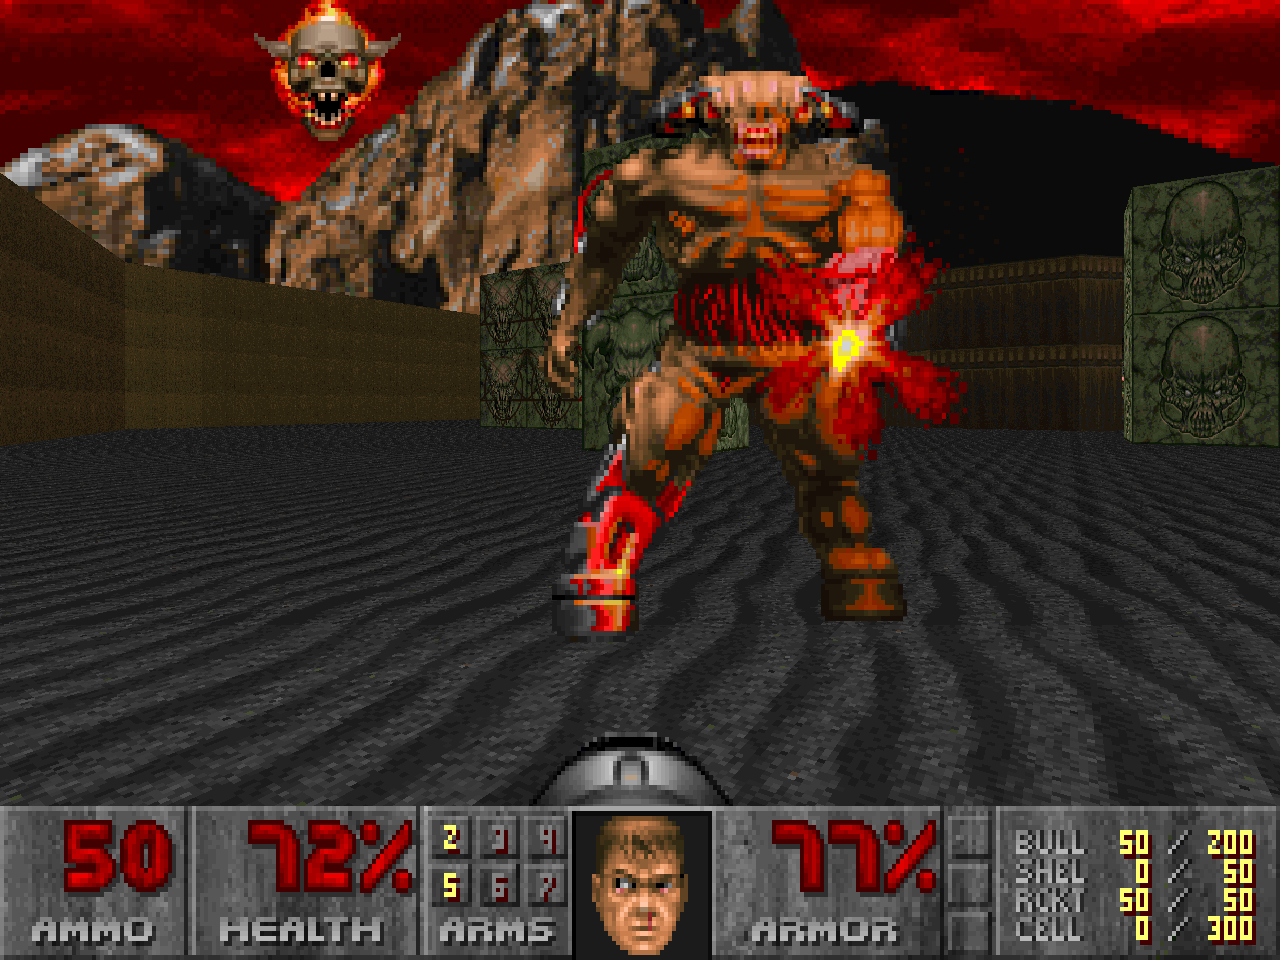 50 72% 2 3 4 77% BULL 50 / 200
5 6 7 SHEL 0 / 50
RCKT 50 / 50
AMMO HEALTH ARMS ARMOR CELL 0 / 300